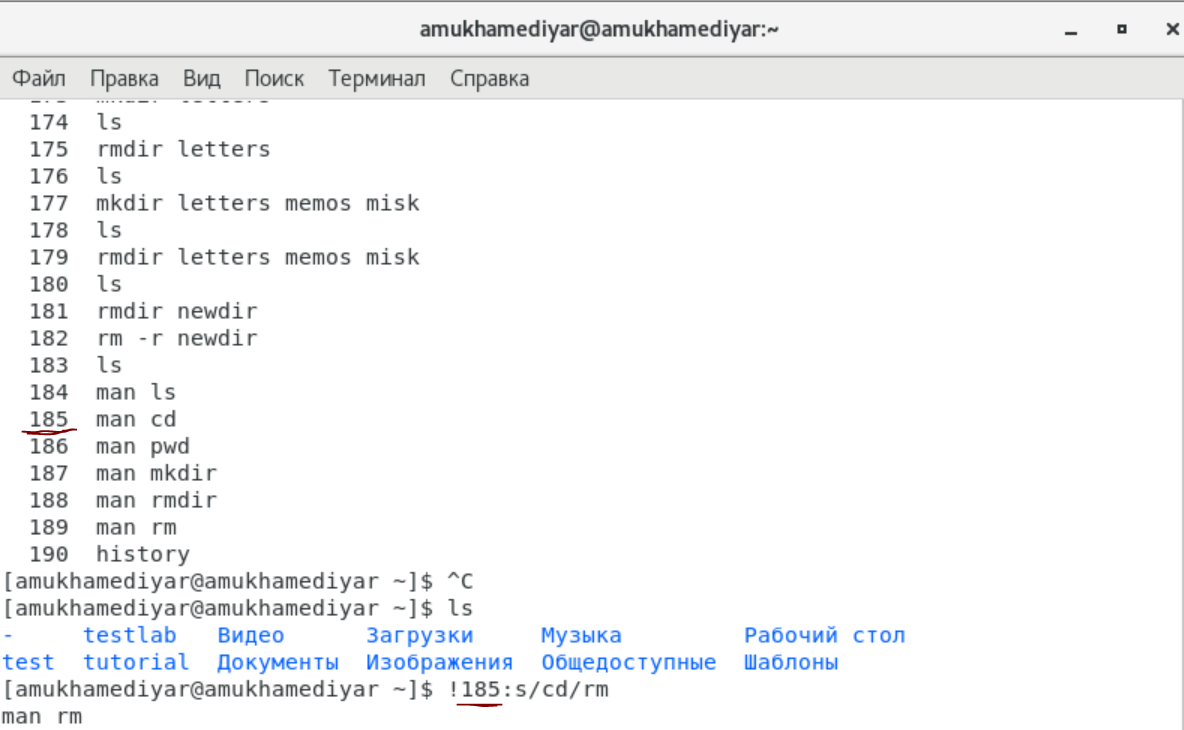 amukhamediyar@amukhamediyar:~
Файл Правка Вид Поиск Терминал Справка
174 ls
175 rmdir letters
176 ls
177 mkdir letters memos misk
178 ls
179 rmdir letters memos misk
180 ls
181 rmdir newdir
182 rm -r newdir
183 ls
184 man ls
185 man cd
186 man pwd
187 man mkdir
188 man rmdir
189 man rm
190 history
[amukhamediyar@amukhamediyar ~]$ ^C
[amukhamediyar@amukhamediyar ~]$ ls
- testlab Видео Загрузки Музыка Рабочий стол
test tutorial Документы Изображения Общедоступные Шаблоны
[amukhamediyar@amukhamediyar ~]$ !185:s/cd/rm
man rm